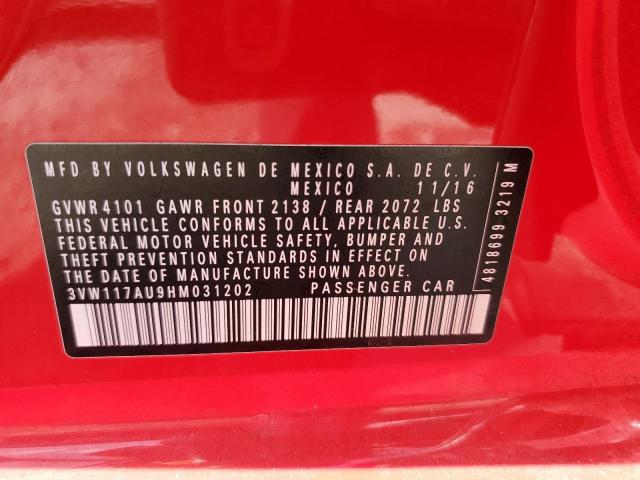 MFD BY VOLKSWAGEN DE MEXICO S.A. DE C.V.
MEXICO 11/16
GVWR 4101 GAWR FRONT 2138 / REAR 2072 LBS
THIS VEHICLE CONFORMS TO ALL APPLICABLE U.S.
FEDERAL MOTOR VEHICLE SAFETY, BUMPER AND
THEFT PREVENTION STANDARDS IN EFFECT ON
THE DATE OF MANUFACTURE SHOWN ABOVE.
3VW117AU9HM031202 PASSENGER CAR
4818699 3219 M